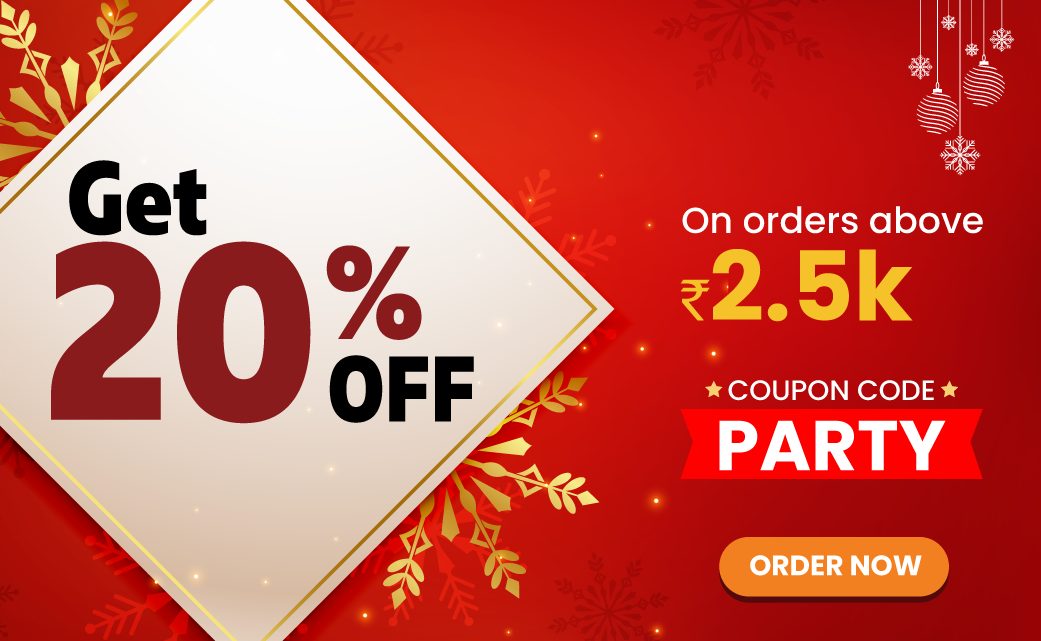 Get
20%
OFF
On orders above
₹2.5k
COUPON CODE
PARTY
ORDER NOW